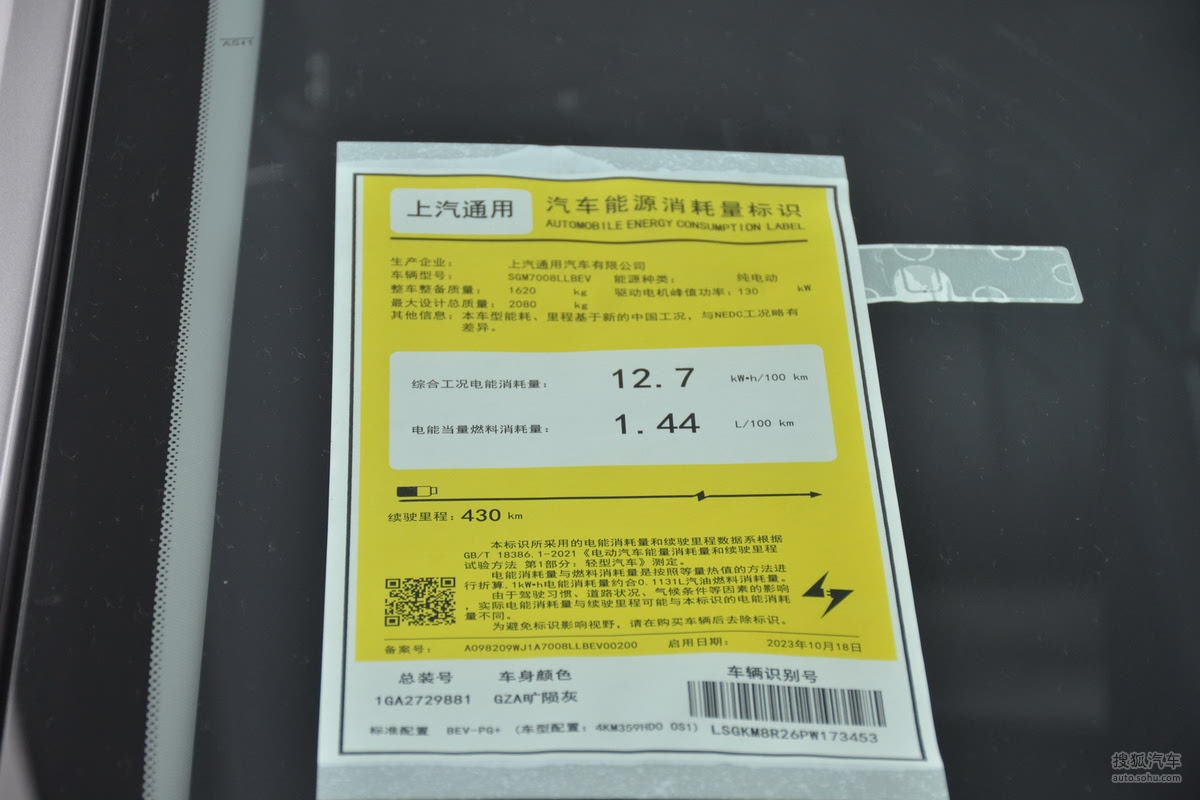 上汽通用
汽车能源消耗量标识
AUTOMOBILE ENERGY CONSUMPTION LABEL
生产企业： 上汽通用汽车有限公司
车辆型号： SGM7008LLBEV 能源种类： 纯电动
整车整备质量： 1620 kg 驱动电机峰值功率：130 kW
最大设计总质量： 2080 kg
其他信息：本车型能耗、里程基于新的中国工况，与NEDC工况略有
差异。
综合工况电能消耗量： 12.7 kW•h/100 km
电能当量燃料消耗量： 1.44 L/100 km
续驶里程：430 km
本标识所采用的电能消耗量和续驶里程数据系根据
GB/T 18386.1-2021《电动汽车能量消耗量和续驶里程
试验方法 第1部分：轻型汽车》测定。
电能消耗量与燃料消耗量是按照等量热值的方法进
行折算，1kW•h电能消耗量约合0.1131L汽油燃料消耗量。
由于驾驶习惯、道路状况、气候条件等因素的影响
，实际电能消耗量与续驶里程可能与本标识的电能消耗
量不同。
为避免标识影响视野，请在购买车辆后去除标识。
备案号： A098209WJ1A7008LLBEV00200 启用日期： 2023年10月18日
总装号 车身颜色 车辆识别号
1GA2729881 GZA旷陨灰
标准配置 BEV-PG+ (车型配置：4KM359HD0 OS1) LSGKM8R26PW173453
搜狐汽车
auto.sohu.com